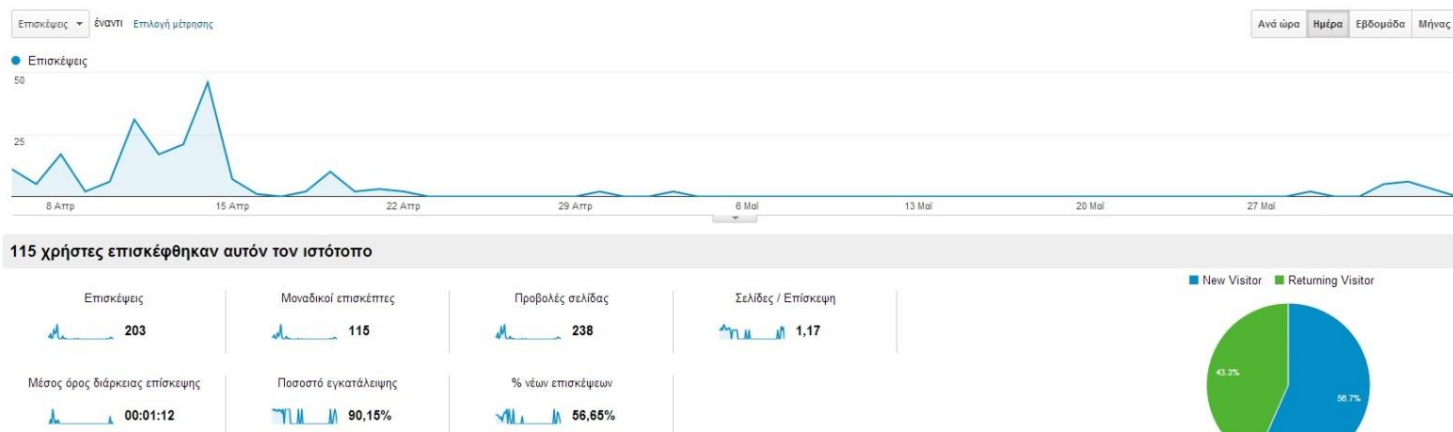 Επισκέψεις έναντι Επιλογή μέτρησης
Ανά ώρα Ημέρα Εβδομάδα Μήνας
Επισκέψεις
50
25
8 Απρ 15 Απρ 22 Απρ 29 Απρ 6 Μαΐ 13 Μαΐ 20 Μαΐ 27 Μαΐ
115 χρήστες επισκέφθηκαν αυτόν τον ιστότοπο
New Visitor Returning Visitor
Επισκέψεις Μοναδικοί επισκέπτες Προβολές σελίδας Σελίδες / Επίσκεψη
203 115 238 1,17
43.3%
Μέσος όρος διάρκειας επίσκεψης Ποσοστό εγκατάλειψης % νέων επισκέψεων
56.7%
00:01:12 90,15% 56,65%